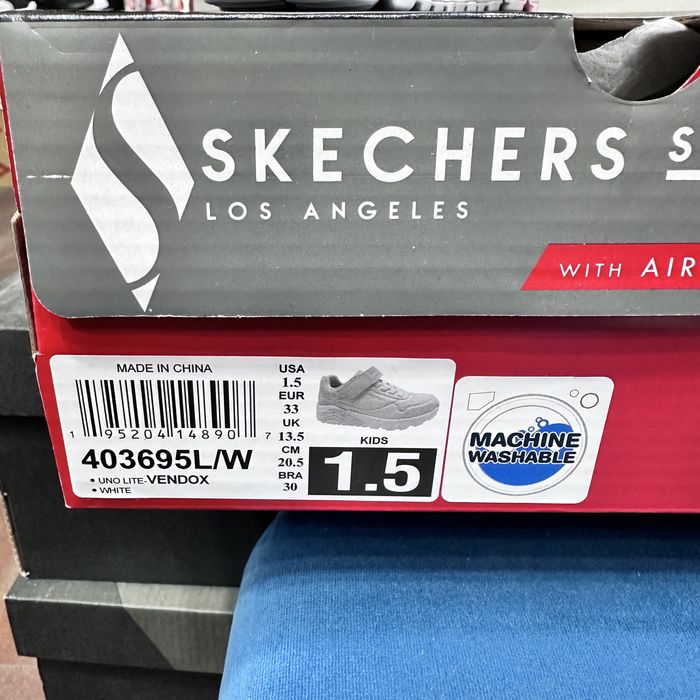 SKECHERS S
LOS ANGELES
WITH AIR
MADE IN CHINA
1 95204 14890 7
403695L/W
• UNO LITE-VENDOX
• WHITE
USA
1.5
EUR
33
UK
13.5
CM
20.5
BRA
30
KIDS
1.5
MACHINE
WASHABLE